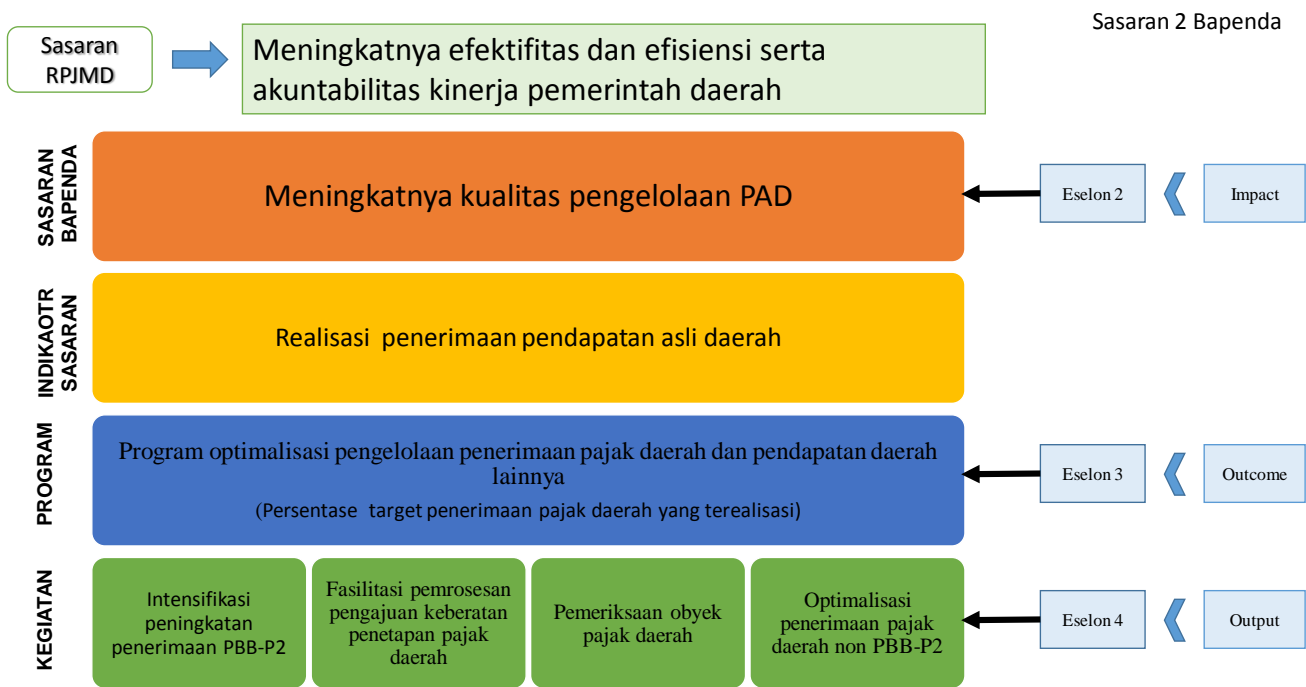 Sasaran 2 Bapenda
Sasaran
RPJMD
Meningkatnya efektifitas dan efisiensi serta
akuntabilitas kinerja pemerintah daerah
SASARAN
BAPENDA
Meningkatnya kualitas pengelolaan PAD
Eselon 2
Impact
INDIKAOTR
SASARAN
Realisasi penerimaan pendapatan asli daerah
PROGRAM
Program optimalisasi pengelolaan penerimaan pajak daerah dan pendapatan daerah
lainnya
(Persentase target penerimaan pajak daerah yang terealisasi)
Eselon 3
Outcome
KEGIATAN
Intensifikasi
peningkatan
penerimaan PBB-P2
Fasilitasi pemrosesan
pengajuan keberatan
penetapan pajak
daerah
Pemeriksaan obyek
pajak daerah
Optimalisasi
penerimaan pajak
daerah non PBB-P2
Eselon 4
Output